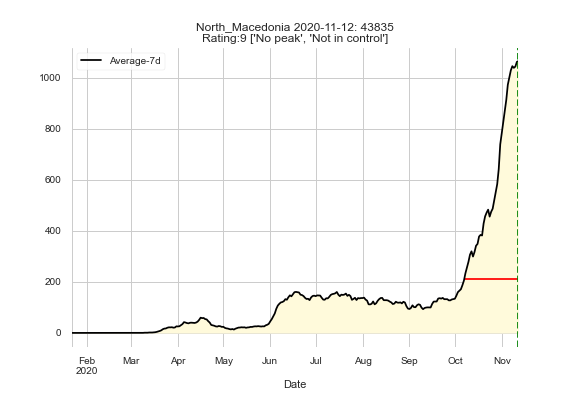 North_Macedonia 2020-11-12: 43835
Rating:9 ['No peak', 'Not in control']
Average-7d
1000
800
600
400
200
0
Feb Mar Apr May Jun Jul Aug Sep Oct Nov
2020
Date